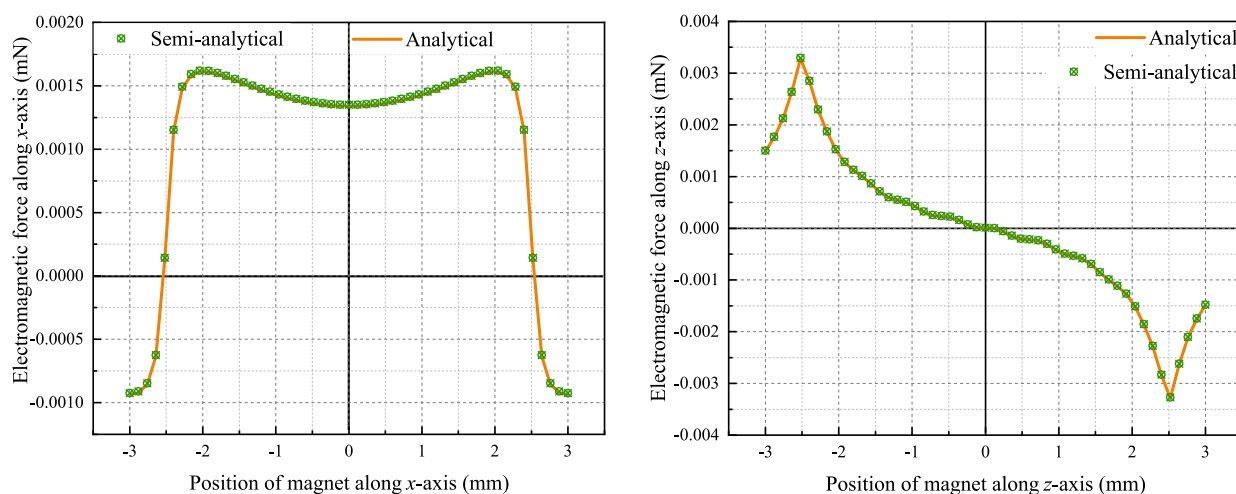 0.0020
0.0015
0.0010
0.0005
0.0000
-0.0005
-0.0010
Electromagnetic force along x-axis (mN)
Semi-analytical
Analytical
-3 -2 -1 0 1 2 3
Position of magnet along x-axis (mm)
0.004
0.003
0.002
0.001
0.000
-0.001
-0.002
-0.003
-0.004
Electromagnetic force along z-axis (mN)
Analytical
Semi-analytical
-3 -2 -1 0 1 2 3
Position of magnet along z-axis (mm)